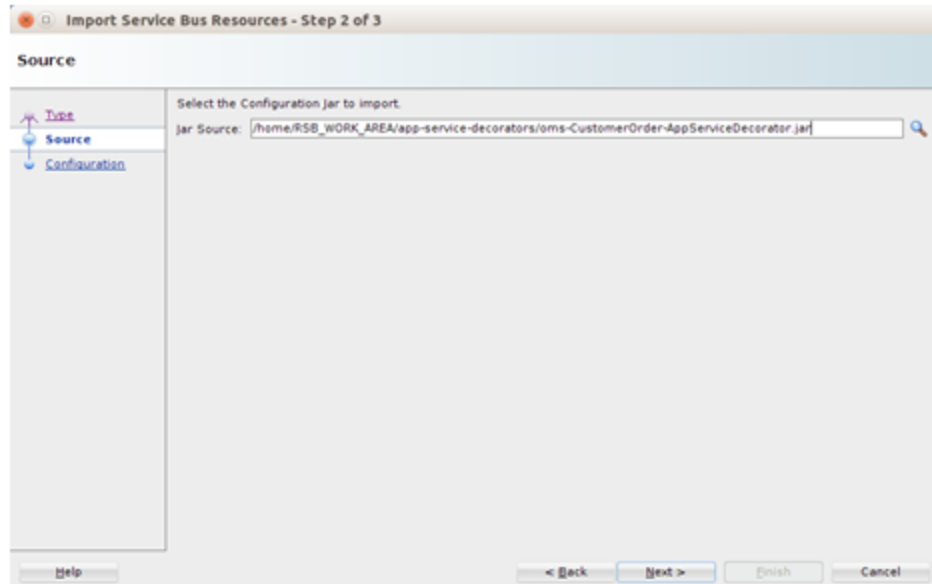 Import Service Bus Resources - Step 2 of 3
Source
Select the Configuration Jar to import.
Type
Jar Source: /home/RSB_WORK_AREA/app-service-decorators/oms-CustomerOrder-AppServiceDecorator.jar
Source
Configuration
Help < Back Next > Finish Cancel